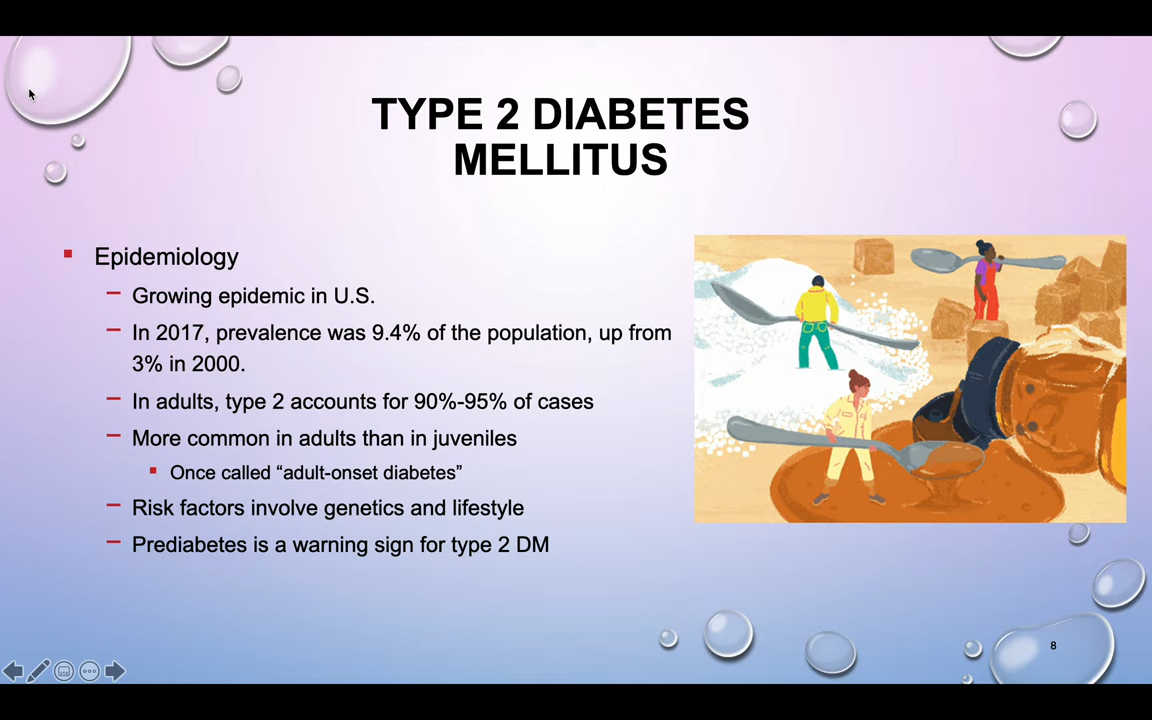 TYPE 2 DIABETES
MELLITUS
Epidemiology
Growing epidemic in U.S.
In 2017, prevalence was 9.4% of the population, up from
3% in 2000.
In adults, type 2 accounts for 90%-95% of cases
More common in adults than in juveniles
Once called “adult-onset diabetes”
Risk factors involve genetics and lifestyle
Prediabetes is a warning sign for type 2 DM
8